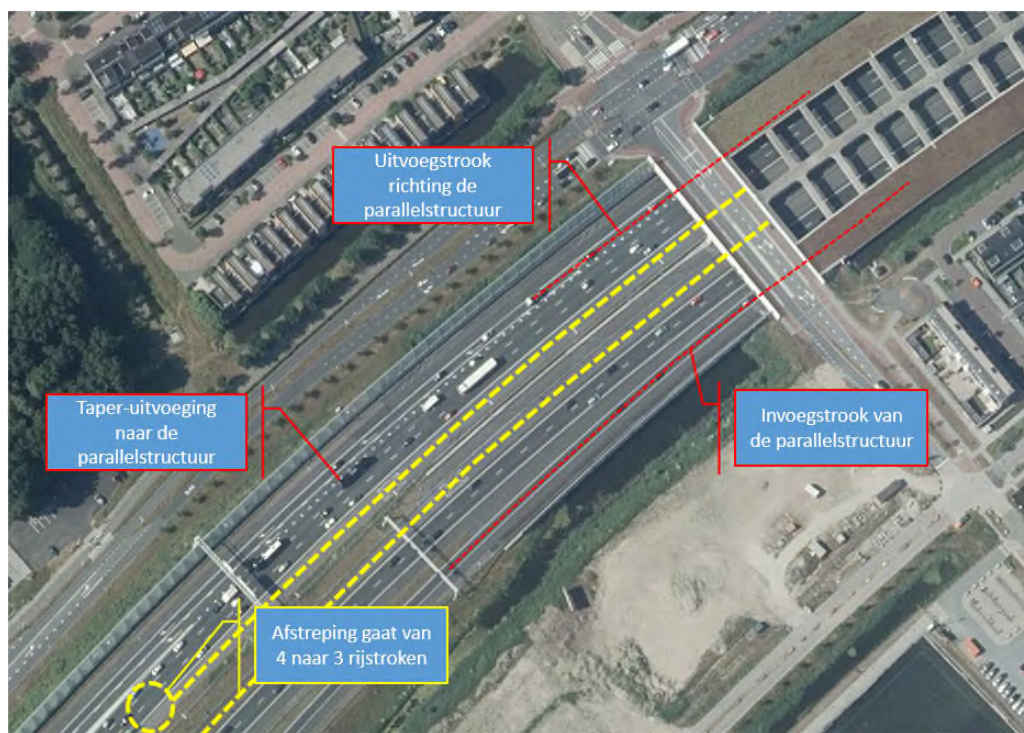 Uitvoegstrook
richting de
parallelstructuur
Taper-uitvoeging
naar de
parallelstructuur
Invoegstrook van
de parallelstructuur
Afstreping gaat van
4 naar 3 rijstroken